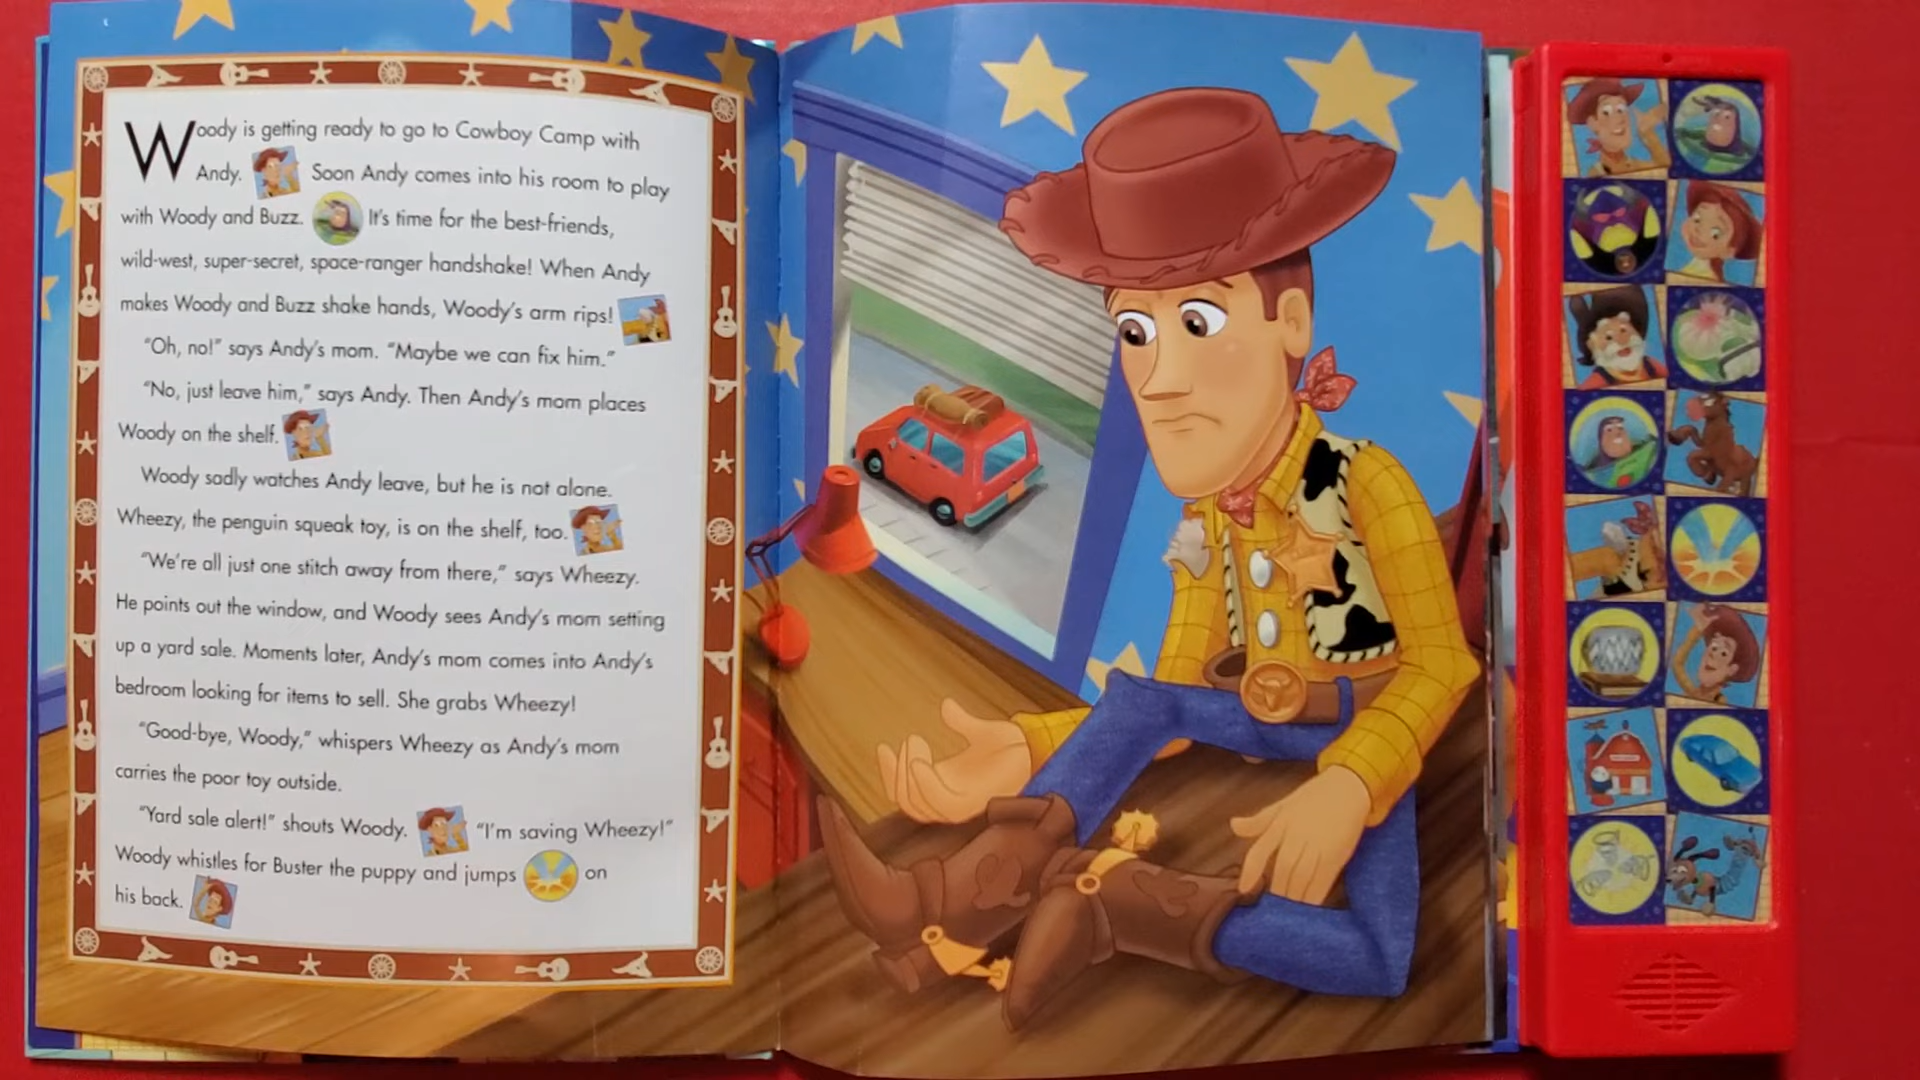 Woody is getting ready to go to Cowboy Camp with
Andy. Soon Andy comes into his room to play
with Woody and Buzz. It's time for the best-friends,
wild-west, super-secret, space-ranger handshake! When Andy
makes Woody and Buzz shake hands, Woody's arm rips!
"Oh, no!" says Andy's mom. "Maybe we can fix him."
"No, just leave him," says Andy. Then Andy's mom places
Woody on the shelf.
Woody sadly watches Andy leave, but he is not alone.
Wheezy, the penguin squeak toy, is on the shelf, too.
"We're all just one stitch away from there," says Wheezy.
He points out the window, and Woody sees Andy's mom setting
up a yard sale. Moments later, Andy's mom comes into Andy's
bedroom looking for items to sell. She grabs Wheezy!
"Good-bye, Woody," whispers Wheezy as Andy's mom
carries the poor toy outside.
"Yard sale alert!" shouts Woody. "I'm saving Wheezy!"
Woody whistles for Buster the puppy and jumps on
his back.